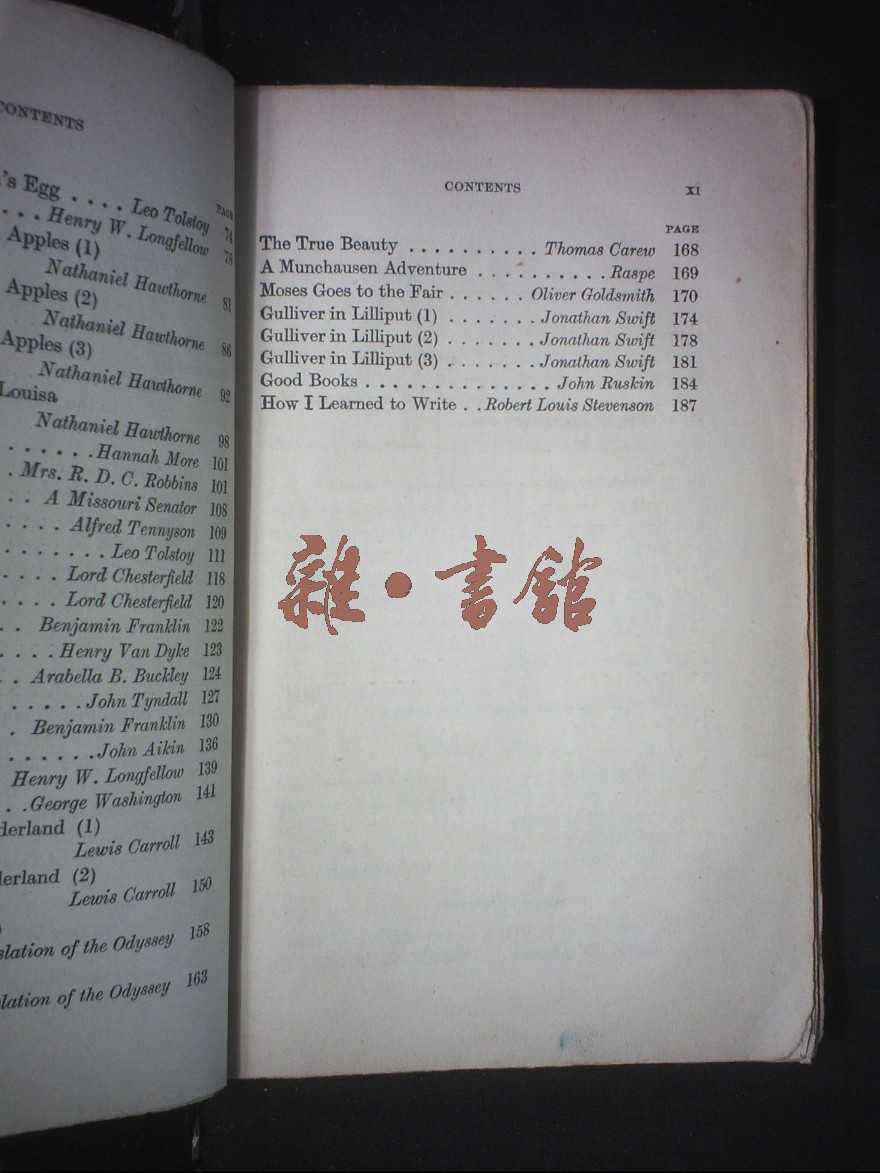 CONTENTS
PAGE
's Egg . . . . Leo Tolstoy 74
. . . Henry W. Longfellow 78
Apples (1)
Nathaniel Hawthorne 81
Apples (2)
Nathaniel Hawthorne 86
Apples (3)
Nathaniel Hawthorne 92
Louisa
Nathaniel Hawthorne 98
. . . . . . Hannah More 101
. Mrs. R. D. C. Robbins 101
. . A Missouri Senator 108
. . . . Alfred Tennyson 109
. . . . . . . Leo Tolstoy 111
. . . . Lord Chesterfield 118
. . . . Lord Chesterfield 120
. . Benjamin Franklin 122
. . . . Henry Van Dyke 123
. . Arabella B. Buckley 124
. . . . . . John Tyndall 127
. Benjamin Franklin 130
. . . . . . John Aikin 136
Henry W. Longfellow 139
. . George Washington 141
derland (1)
Lewis Carroll 143
derland (2)
Lewis Carroll 150
)
slation of the Odyssey 158
lation of the Odyssey 163
CONTENTS XI
PAGE
The True Beauty . . . . . . . . . . Thomas Carew 168
A Munchausen Adventure . . . . . . . . . . Raspe 169
Moses Goes to the Fair . . . . . . Oliver Goldsmith 170
Gulliver in Lilliput (1) . . . . . . . Jonathan Swift 174
Gulliver in Lilliput (2) . . . . . . . Jonathan Swift 178
Gulliver in Lilliput (3) . . . . . . . Jonathan Swift 181
Good Books . . . . . . . . . . . . . . John Ruskin 184
How I Learned to Write . . Robert Louis Stevenson 187
雜·書館